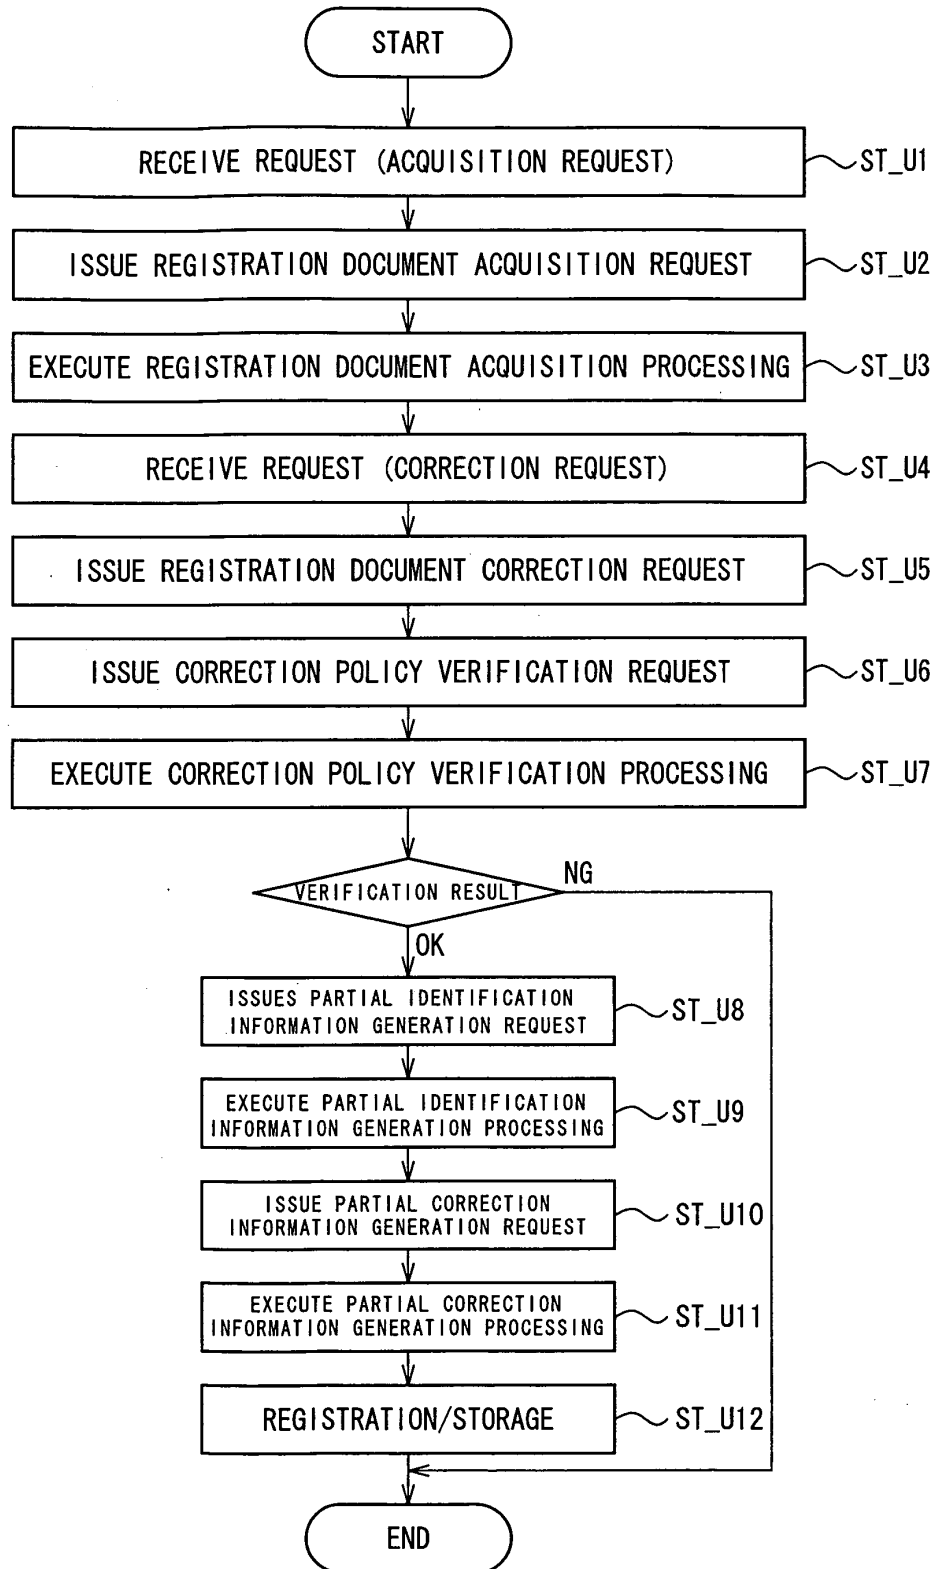 START
RECEIVE REQUEST (ACQUISITION REQUEST)
ST_U1
ISSUE REGISTRATION DOCUMENT ACQUISITION REQUEST
ST_U2
EXECUTE REGISTRATION DOCUMENT ACQUISITION PROCESSING
ST_U3
RECEIVE REQUEST (CORRECTION REQUEST)
ST_U4
ISSUE REGISTRATION DOCUMENT CORRECTION REQUEST
ST_U5
ISSUE CORRECTION POLICY VERIFICATION REQUEST
ST_U6
EXECUTE CORRECTION POLICY VERIFICATION PROCESSING
ST_U7
VERIFICATION RESULT
NG
OK
ISSUES PARTIAL IDENTIFICATION
INFORMATION GENERATION REQUEST
ST_U8
EXECUTE PARTIAL IDENTIFICATION
INFORMATION GENERATION PROCESSING
ST_U9
ISSUE PARTIAL CORRECTION
INFORMATION GENERATION REQUEST
ST_U10
EXECUTE PARTIAL CORRECTION
INFORMATION GENERATION PROCESSING
ST_U11
REGISTRATION/STORAGE
ST_U12
END